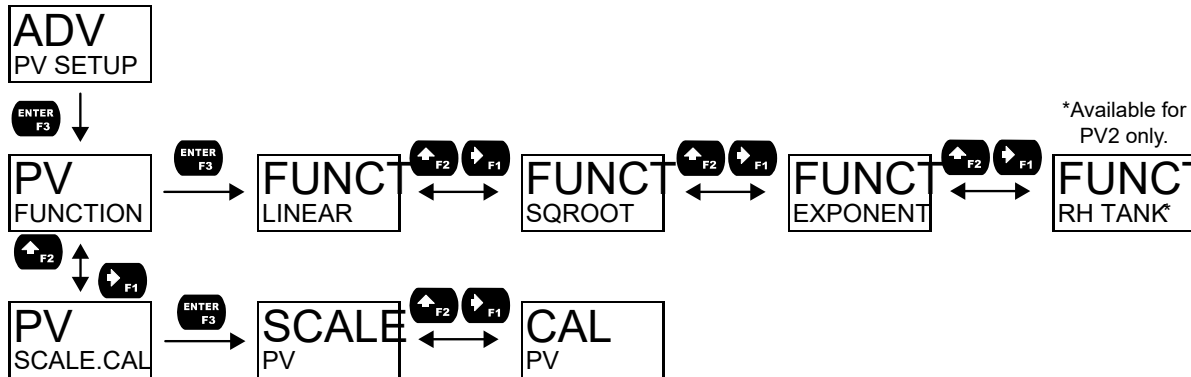 ADV
PV SETUP
ENTER
F3
*Available for
PV2 only.
PV
FUNCTION
ENTER
F3
FUNCT
LINEAR
F2
F1
FUNCT
SQROOT
F2
F1
FUNCT
EXPONENT
F2
F1
FUNCT
RH TANK*
F2
F1
PV
SCALE.CAL
ENTER
F3
SCALE
PV
F2
F1
CAL
PV